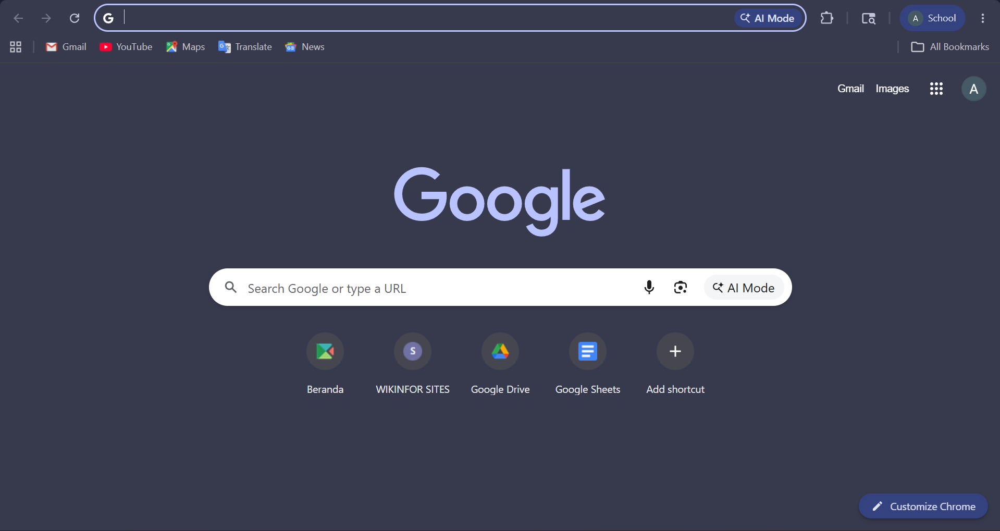 G
AI Mode
A School
Gmail YouTube Maps Translate News All Bookmarks
Gmail Images A
Google
Search Google or type a URL AI Mode
S
Beranda WIKINFOR SITES Google Drive Google Sheets Add shortcut
Customize Chrome